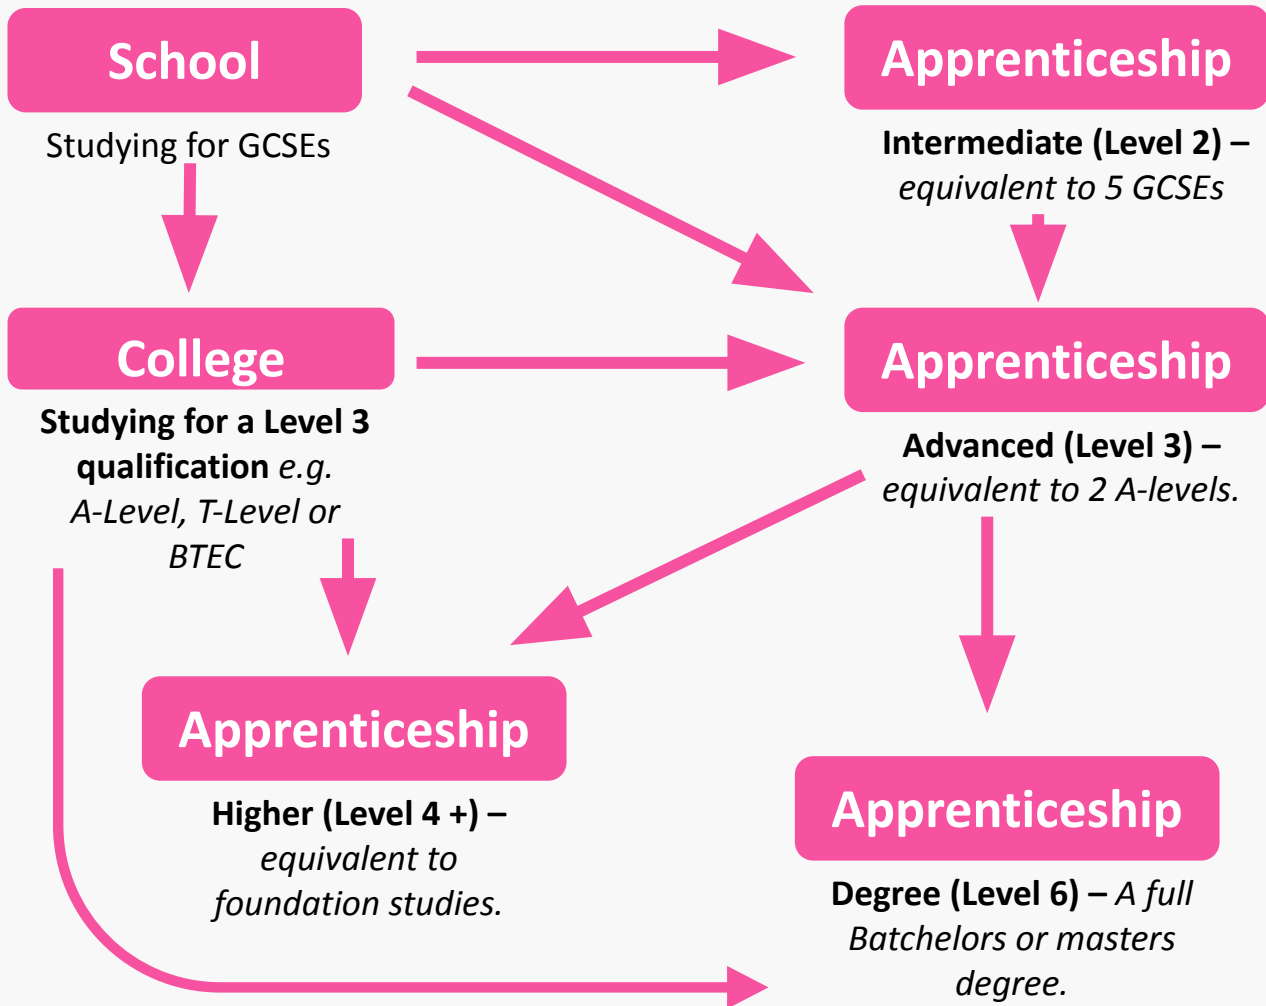 School
Studying for GCSEs
Apprenticeship
Intermediate (Level 2) –
equivalent to 5 GCSEs
College
Studying for a Level 3
qualification e.g.
A-Level, T-Level or
BTEC
Apprenticeship
Advanced (Level 3) –
equivalent to 2 A-levels.
Apprenticeship
Higher (Level 4 +) –
equivalent to
foundation studies.
Apprenticeship
Degree (Level 6) – A full
Batchelors or masters
degree.